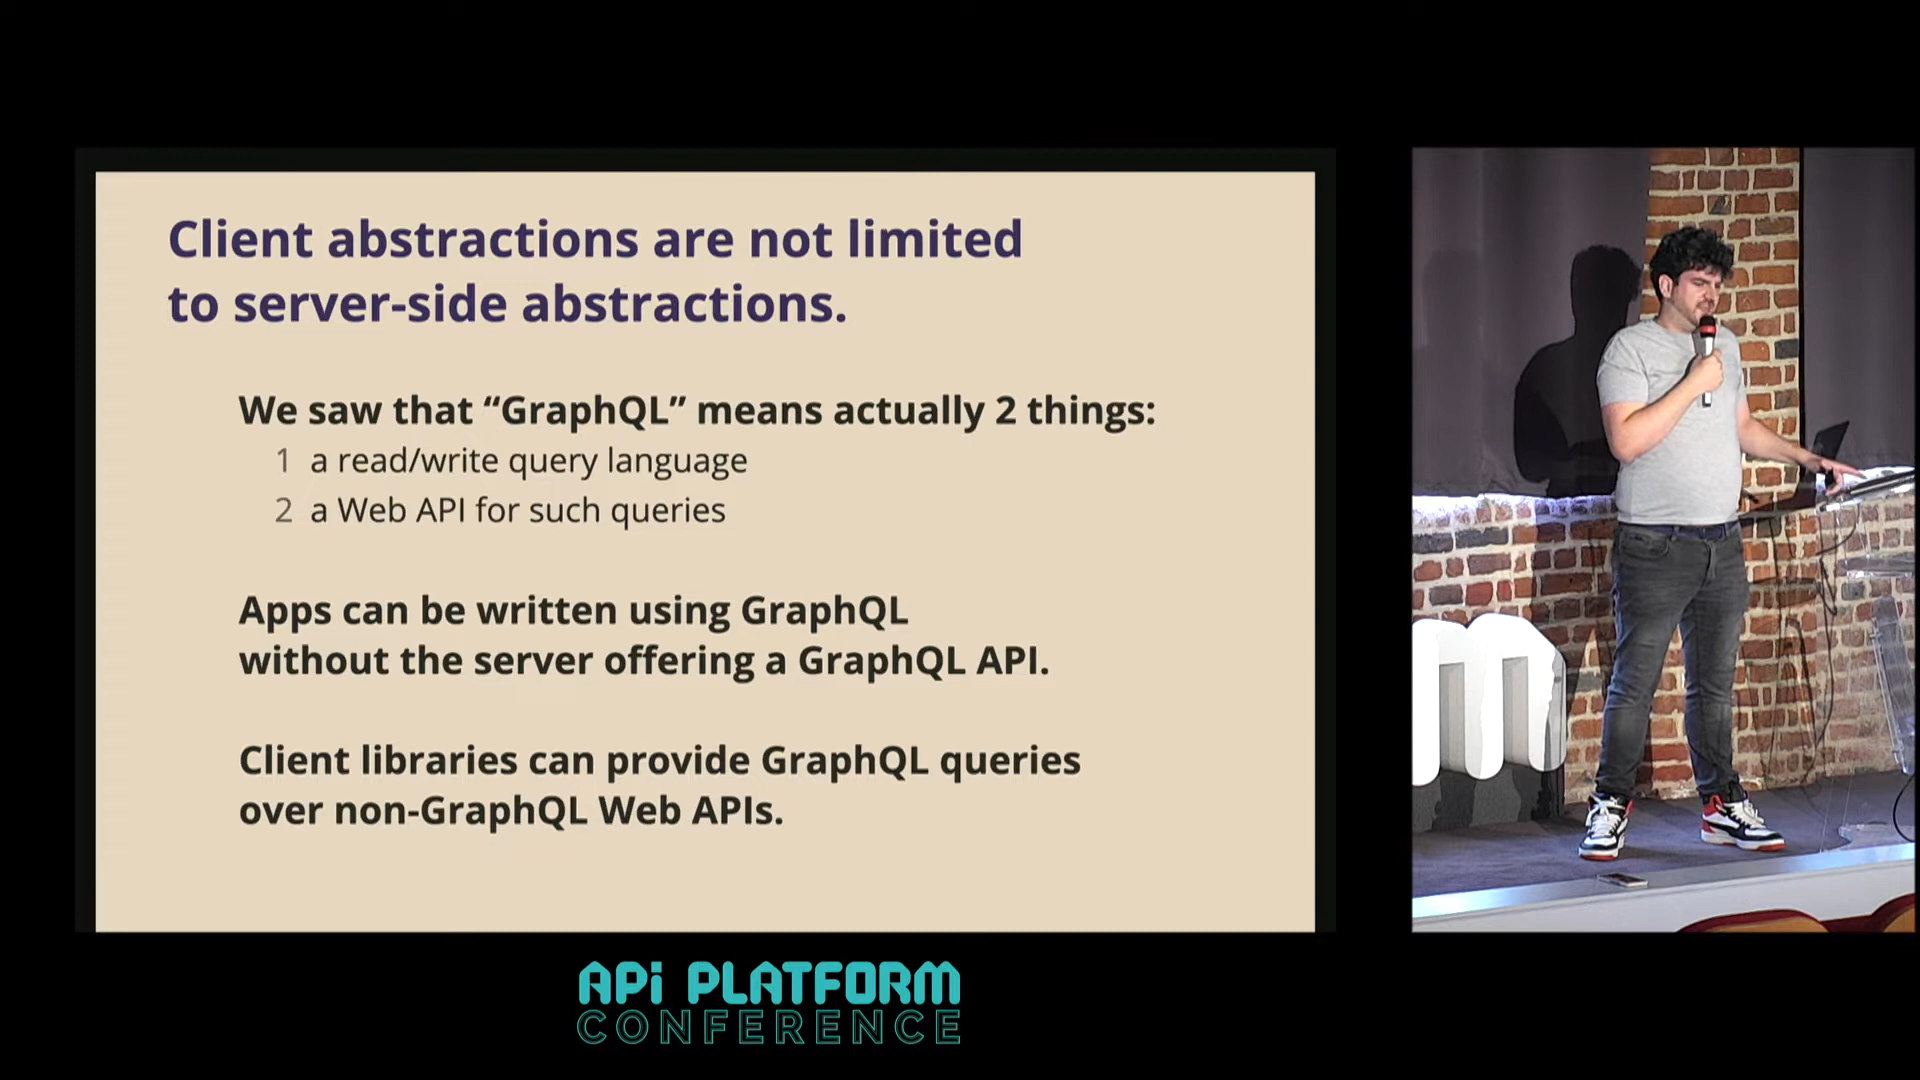 Client abstractions are not limited
to server-side abstractions.
We saw that “GraphQL” means actually 2 things:
1 a read/write query language
2 a Web API for such queries
Apps can be written using GraphQL
without the server offering a GraphQL API.
Client libraries can provide GraphQL queries
over non-GraphQL Web APIs.
APi PLATFORM
CONFERENCE